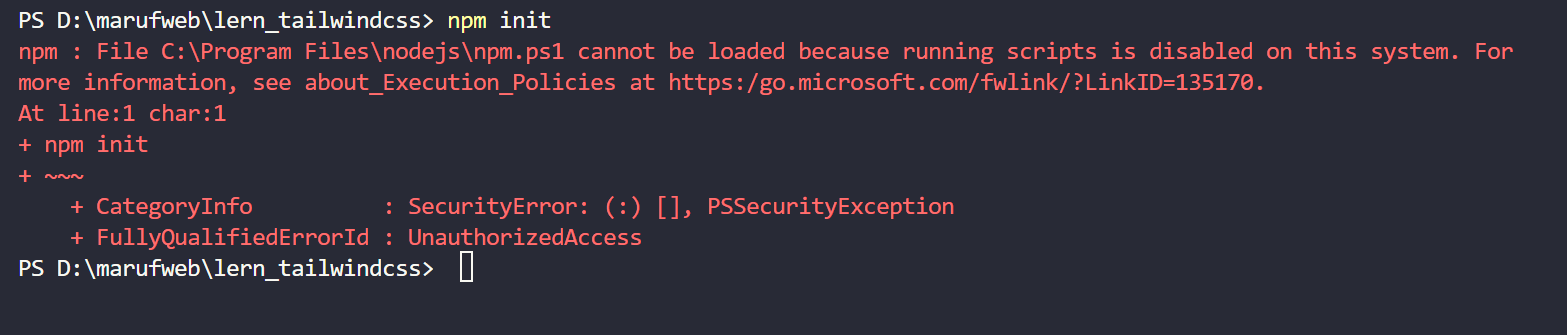 PS D:\marufweb\lern_tailwindcss> npm init
npm : File C:\Program Files\nodejs\npm.ps1 cannot be loaded because running scripts is disabled on this system. For
more information, see about_Execution_Policies at https:/go.microsoft.com/fwlink/?LinkID=135170.
At line:1 char:1
+ npm init
+ ~~~
    + CategoryInfo          : SecurityError: (:) [], PSSecurityException
    + FullyQualifiedErrorId : UnauthorizedAccess
PS D:\marufweb\lern_tailwindcss>